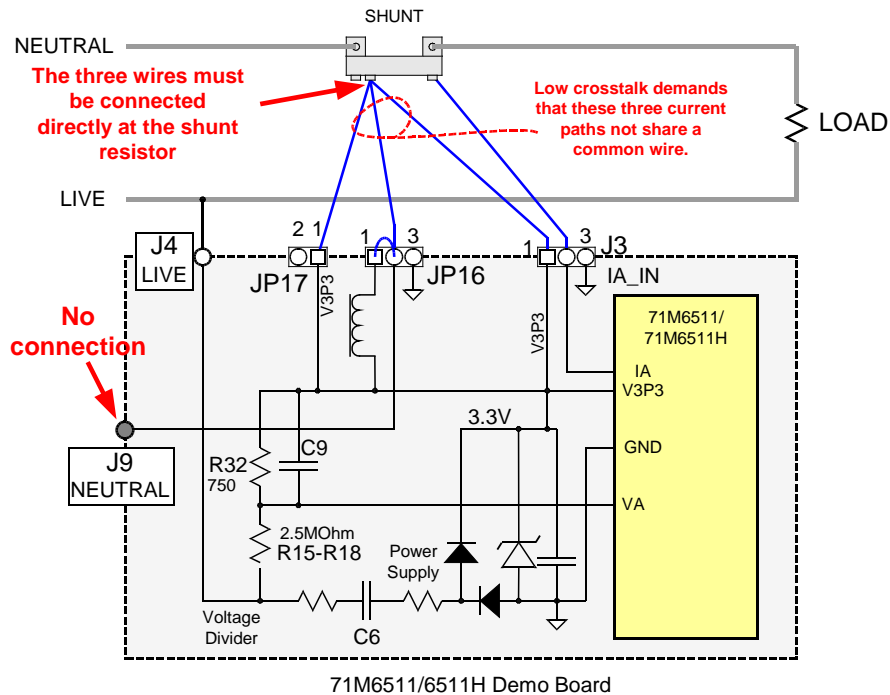 SHUNT
NEUTRAL
The three wires must
be connected
directly at the shunt
resistor
Low crosstalk demands
that these three current
paths not share a
common wire.
LOAD
LIVE
J4
LIVE
2 1
JP17
V3P3
1
3
JP16
1
3
J3
IA_IN
V3P3
71M6511/
71M6511H
IA
V3P3
GND
VA
No
connection
J9
NEUTRAL
3.3V
R32
750
C9
2.5MOhm
R15-R18
Power
Supply
Voltage
Divider
C6
71M6511/6511H Demo Board